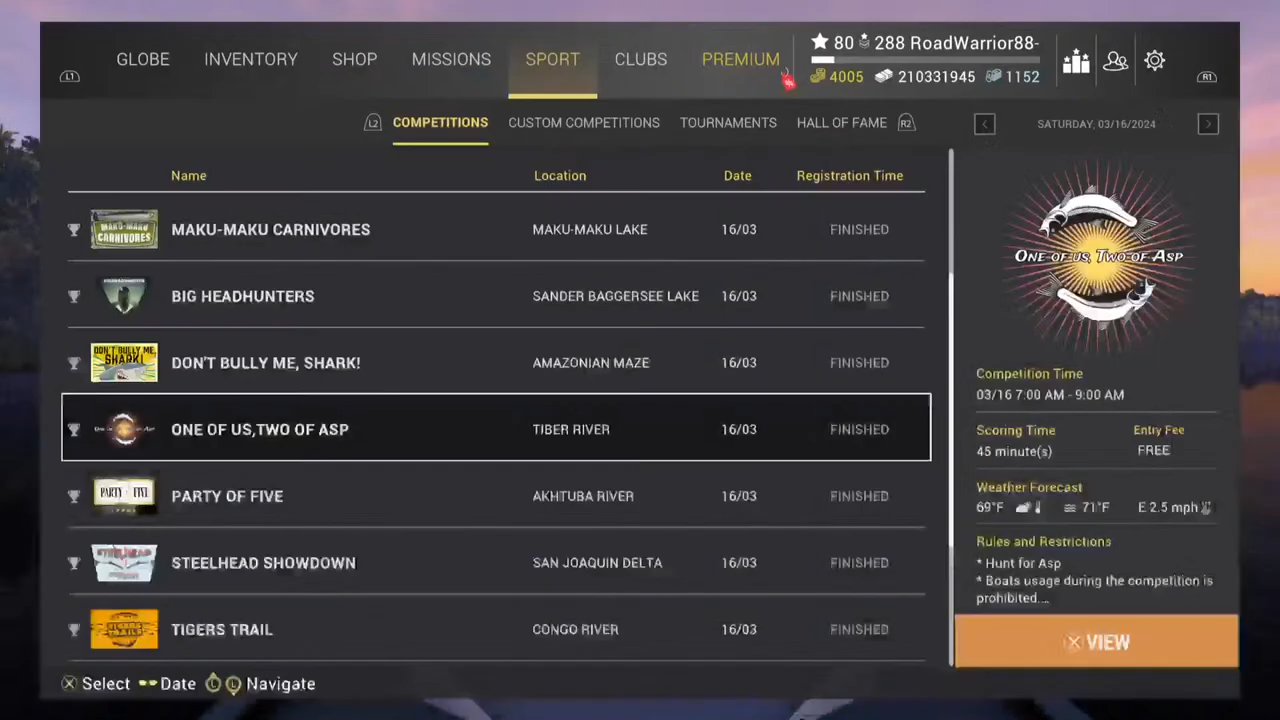 L1
GLOBE INVENTORY SHOP MISSIONS SPORT CLUBS PREMIUM
80 288 RoadWarrior88-
4005 210331945 1152
R1
L2 COMPETITIONS CUSTOM COMPETITIONS TOURNAMENTS HALL OF FAME R2
SATURDAY, 03/16/2024
Name Location Date Registration Time
MAKU-MAKU CARNIVORES MAKU-MAKU LAKE 16/03 FINISHED
BIG HEADHUNTERS SANDER BAGGERSEE LAKE 16/03 FINISHED
DON'T BULLY ME, SHARK!
DON'T BULLY ME, SHARK! AMAZONIAN MAZE 16/03 FINISHED
ONE OF US,TWO OF ASP TIBER RIVER 16/03 FINISHED
PARTY FIVE
PARTY OF FIVE AKHTUBA RIVER 16/03 FINISHED
STEELHEAD SHOWDOWN SAN JOAQUIN DELTA 16/03 FINISHED
TIGERS TRAIL CONGO RIVER 16/03 FINISHED
One of us, Two of Asp
Competition Time
03/16 7:00 AM - 9:00 AM
Scoring Time Entry Fee
45 minute(s) FREE
Weather Forecast
69°F 71°F E 2.5 mph
Rules and Restrictions
* Hunt for Asp
* Boats usage during the competition is
prohibited...
VIEW
Select Date L L Navigate